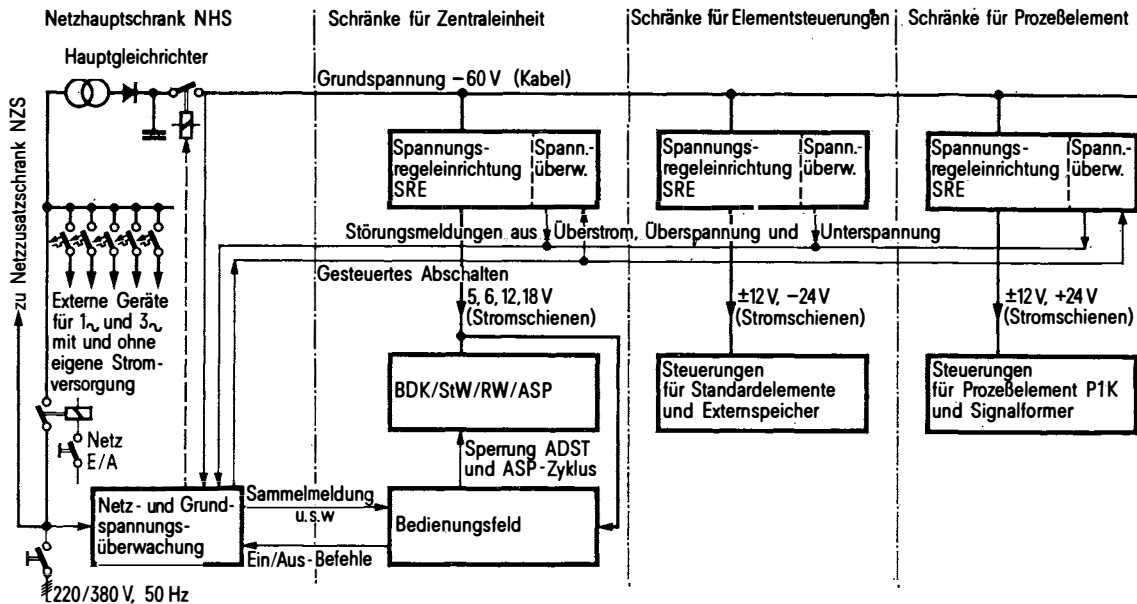 Netzhauptschrank NHS
Schränke für Zentraleinheit
Schränke für Elementsteuerungen
Schränke für Prozeßelement
Hauptgleichrichter
Grundspannung -60 V (Kabel)
zu Netzzusatzschrank NZS
Spannungs-
regeleinrichtung
SRE
Spann.-
überw.
Spannungs-
regeleinrichtung
SRE
Spann.-
überw.
Spannungs-
regeleinrichtung
SRE
Spann.-
überw.
Störungsmeldungen aus Überstrom, Überspannung und Unterspannung
Gesteuertes Abschalten
Externe Geräte
für 1~ und 3~
mit und ohne
eigene Strom-
versorgung
5, 6, 12, 18 V
(Stromschienen)
±12 V, -24 V
(Stromschienen)
±12 V, +24 V
(Stromschienen)
BDK/StW/RW/ASP
Steuerungen
für Standardelemente
und Externspeicher
Steuerungen
für Prozeßelement P1K
und Signalformer
Netz
E/A
Sperrung ADST
und ASP-Zyklus
Netz- und Grund-
spannungs-
überwachung
Sammelmeldung
u.s.w
Ein/Aus-Befehle
Bedienungsfeld
220/380 V, 50 Hz